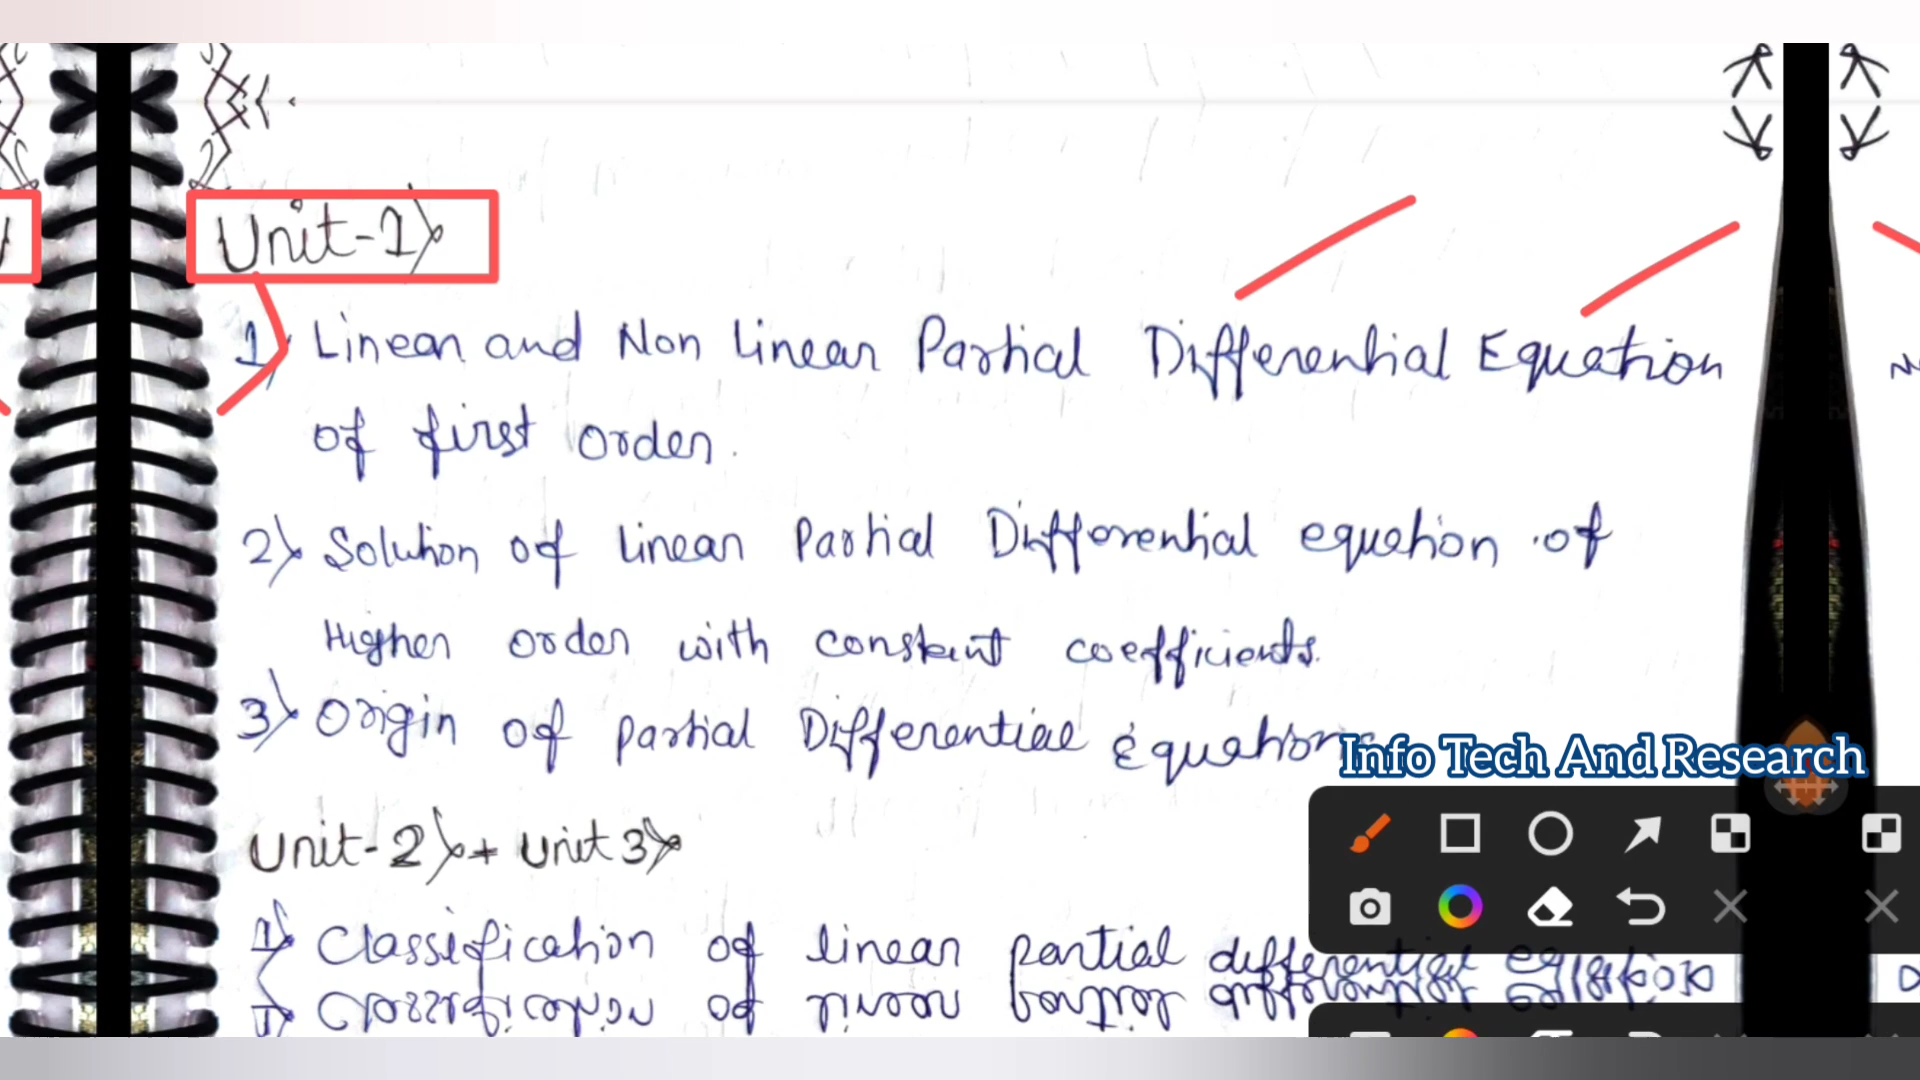 Unit-1>
1) Linear and Non Linear Partial Differential Equation
of first order.
2) Solution of linear Partial Differential equation of
Higher order with constant coefficients.
3) Origin of Partial Differential Equations
Info Tech And Research
Unit-2> + Unit 3>
1) Classification of linear partial differential equation